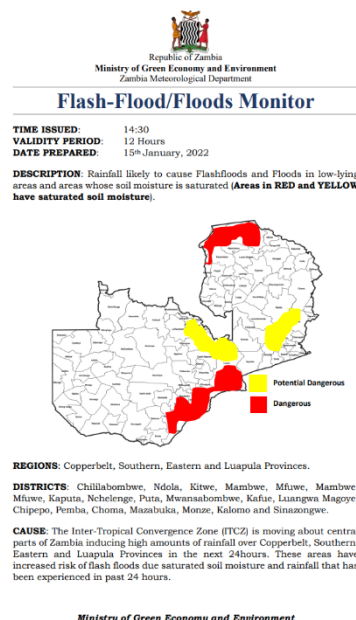 Republic of Zambia
Ministry of Green Economy and Environment
Zambia Meteorological Department
Flash-Flood/Floods Monitor
TIME ISSUED: 14:30
VALIDITY PERIOD: 12 Hours
DATE PREPARED: 15th January, 2022
DESCRIPTION: Rainfall likely to cause Flashfloods and Floods in low-lying
areas and areas whose soil moisture is saturated (Areas in RED and YELLOW
have saturated soil moisture).
Potential Dangerous
Dangerous
REGIONS: Copperbelt, Southern, Eastern and Luapula Provinces.
DISTRICTS: Chililabombwe, Ndola, Kitwe, Mambwe, Mfuwe, Mambwe
Mfuwe, Kaputa, Nchelenge, Puta, Mwansabombwe, Kafue, Luangwa Magoye
Chipepo, Pemba, Choma, Mazabuka, Monze, Kalomo and Sinazongwe.
CAUSE: The Inter-Tropical Convergence Zone (ITCZ) is moving about central
parts of Zambia inducing high amounts of rainfall over Copperbelt, Southern
Eastern and Luapula Provinces in the next 24hours. These areas have
increased risk of flash floods due saturated soil moisture and rainfall that has
been experienced in past 24 hours.
Ministry of Green Economy and Environment